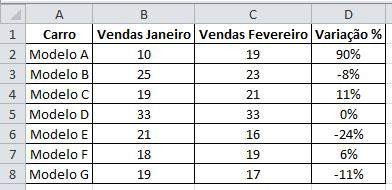 A B C D
1 Carro Vendas Janeiro Vendas Fevereiro Variação %
2 Modelo A 10 19 90%
3 Modelo B 25 23 -8%
4 Modelo C 19 21 11%
5 Modelo D 33 33 0%
6 Modelo E 21 16 -24%
7 Modelo F 18 19 6%
8 Modelo G 19 17 -11%